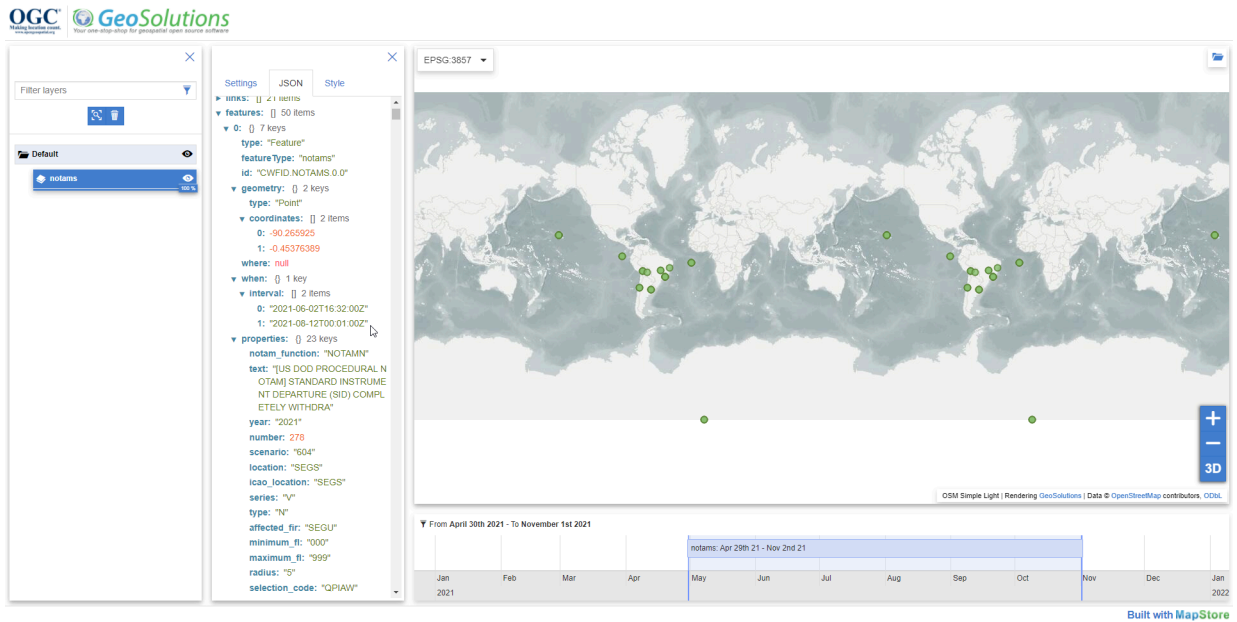 OGC
Making location count.
www.opengeospatial.org
GeoSolutions
Your one-stop-shop for geospatial open source software
Filter layers
Default
notams
100 %
Settings JSON Style
links: [] 21 items
features: [] 50 items
0: {} 7 keys
type: "Feature"
featureType: "notams"
id: "CWFID.NOTAMS.0.0"
geometry: {} 2 keys
type: "Point"
coordinates: [] 2 items
0: -90.265925
1: -0.45376389
where: null
when: {} 1 key
interval: [] 2 items
0: "2021-06-02T16:32:00Z"
1: "2021-08-12T00:01:00Z"
properties: {} 23 keys
notam_function: "NOTAMN"
text: "[US DOD PROCEDURAL N
OTAM] STANDARD INSTRUME
NT DEPARTURE (SID) COMPL
ETELY WITHDRA"
year: "2021"
number: 278
scenario: "604"
location: "SEGS"
icao_location: "SEGS"
series: "V"
type: "N"
affected_fir: "SEGU"
minimum_fl: "000"
maximum_fl: "999"
radius: "5"
selection_code: "QPIAW"
EPSG:3857
+
−
3D
OSM Simple Light | Rendering GeoSolutions | Data © OpenStreetMap contributors, ODbL
From April 30th 2021 - To November 1st 2021
notams: Apr 29th 21 - Nov 2nd 21
Jan Feb Mar Apr May Jun Jul Aug Sep Oct Nov Dec Jan
2021 2022
Built with MapStore